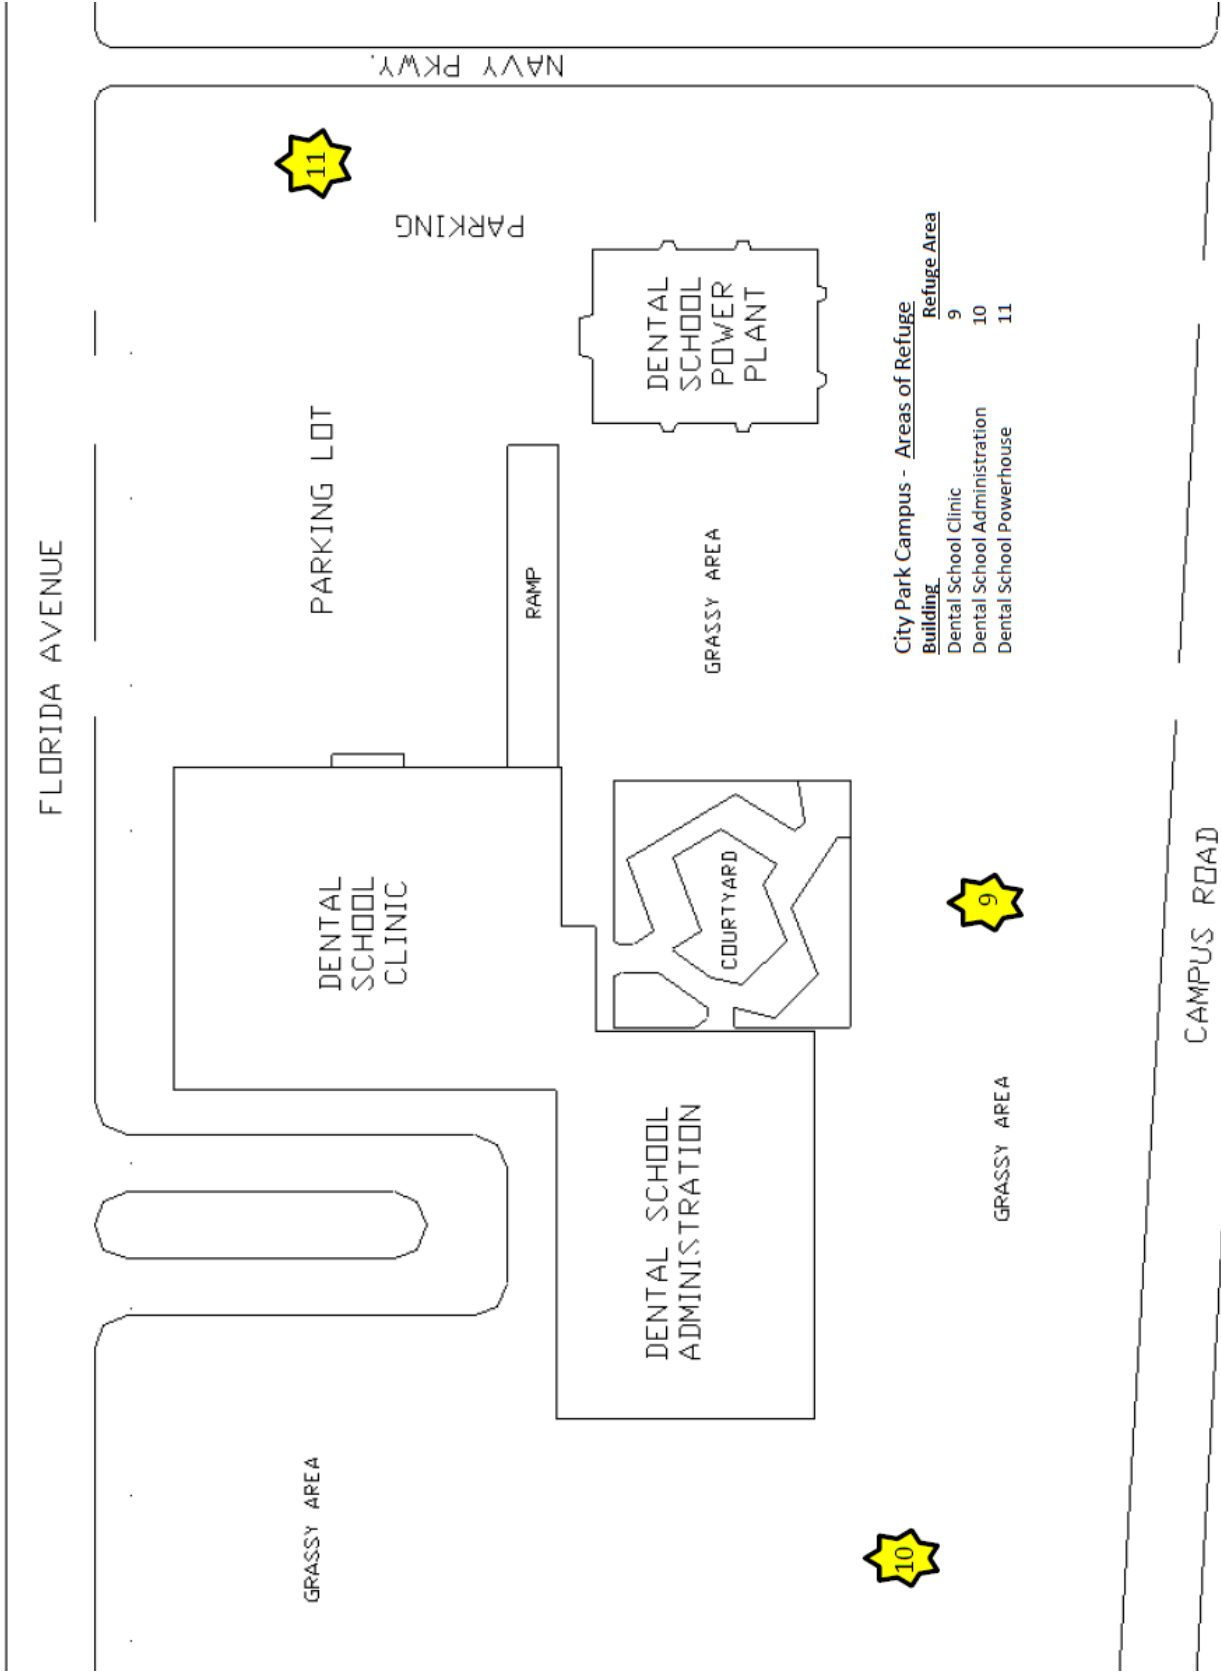 FLORIDA AVENUE
NAVY PKWY.
11
PARKING
PARKING LOT
RAMP
DENTAL
SCHOOL
POWER
PLANT
GRASSY AREA
DENTAL
SCHOOL
CLINIC
COURTYARD
DENTAL SCHOOL
ADMINISTRATION
GRASSY AREA
10
9
GRASSY AREA
CAMPUS ROAD
City Park Campus - Areas of Refuge
Building Refuge Area
Dental School Clinic 9
Dental School Administration 10
Dental School Powerhouse 11